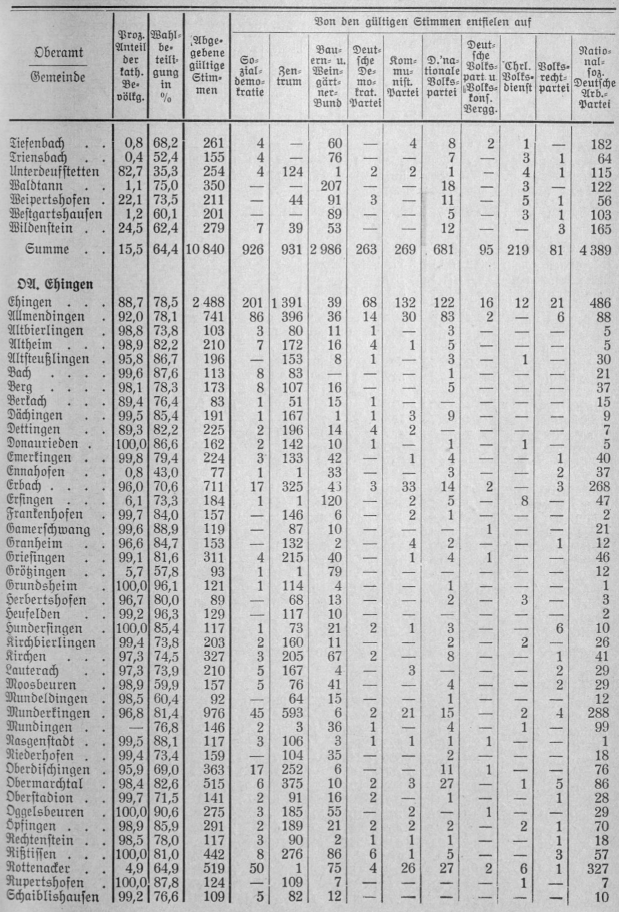 Oberamt
Gemeinde
Proz. Anteil der kath. Bevölkg.
Wahlbeteiligung in %
Abgegebene gültige Stimmen
Von den gültigen Stimmen entfielen auf
Sozialdemokratie
Zentrum
Bauern- u. Weingärtner-Bund
Deutsche Demokrat. Partei
Kommunist. Partei
D.'nationale Volkspartei
Deutsche Volkspart. u. Volkskons. Vergg.
Chrl. Volksdienst
Volksrechtpartei
Nationalsoz. Deutsche Arb.-Partei
Tiefenbach . . 0,8 68,2 261 4 — 60 — 4 8 2 1 — 182
Triensbach . . 0,4 52,4 155 4 — 76 — — 7 — 3 1 64
Unterdeufstetten 82,7 35,3 254 4 124 1 2 2 1 — 4 1 115
Waldtann . . 1,1 75,0 350 — — 207 — — 18 — 3 — 122
Weipertshofen . 22,1 73,5 211 — 44 91 3 — 11 — 5 1 56
Westgartshausen 1,2 60,1 201 — — 89 — — 5 — 3 1 103
Wildenstein . . 24,5 62,4 279 7 39 53 — — 12 — — 3 165
Summe . . 15,5 64,4 10 840 926 931 2 986 263 269 681 95 219 81 4 389
OA. Ehingen
Ehingen . . . 88,7 78,5 2 488 201 1 391 39 68 132 122 16 12 21 486
Allmendingen . 92,0 78,1 741 86 396 36 14 30 83 2 — 6 88
Altbierlingen . 98,8 73,8 103 3 80 11 1 — 3 — — — 5
Altheim . . . 98,9 82,2 210 7 172 16 4 1 5 — — — 5
Altsteußlingen . 95,8 86,7 196 — 153 8 1 — 3 — 1 — 30
Bach . . . . 99,6 87,6 113 8 83 — — — 1 — — — 21
Berg . . . . 98,1 78,3 173 8 107 16 — — 5 — — — 37
Berkach . . . 89,4 76,4 83 1 51 15 1 — — — — — 15
Dächingen . . 99,5 85,4 191 1 167 1 1 3 9 — — — 9
Dettingen . . 89,3 82,2 225 2 196 14 4 2 — — — — 7
Donaurieden . 100,0 86,6 162 2 142 10 1 — 1 — 1 — 5
Emerkingen . . 99,8 79,4 224 3 133 42 — 1 4 — — 1 40
Ennahofen . . 0,8 43,0 77 1 1 33 — — 3 — — 2 37
Erbach . . . 96,0 70,6 711 17 325 43 3 33 14 2 — 3 268
Ersingen . . 6,1 73,3 184 1 1 120 — 2 5 — 8 — 47
Frankenhofen . 99,7 84,0 157 — 146 6 — 2 1 — — — 2
Gamerschwang . 99,6 88,9 119 — 87 10 — — — 1 — — 21
Granheim . . 96,6 84,7 153 — 132 2 — 4 2 — — 1 12
Griesingen . . 99,1 81,6 311 4 215 40 — 1 4 1 — — 46
Größingen . . 5,7 57,8 93 1 1 79 — — — — — — 12
Grundsheim . 100,0 96,1 121 1 114 4 — — 1 — — — 1
Herbertshofen . 96,7 80,0 89 — 68 13 — — 2 — 3 — 3
Heufelden . . 99,2 96,3 129 — 117 10 — — — — — — 2
Hundersingen . 100,0 85,4 117 1 73 21 2 1 3 — — 6 10
Kirchbierlingen 99,4 73,8 203 2 160 11 — — 2 — 2 — 26
Kirchen . . . 97,3 74,5 327 3 205 67 2 — 8 — — 1 41
Lauterach . . 97,3 73,9 210 5 167 4 — 3 — — — 2 29
Moosbeuren . 98,9 59,9 157 5 76 41 — — 4 — — 2 29
Mundeldingen . 98,5 60,4 92 — 64 15 — — 1 — — — 12
Munderkingen . 96,8 81,4 976 45 593 6 2 21 15 — 2 4 288
Mundingen . . — 76,8 146 2 3 36 1 — 4 — 1 — 99
Nasgenstadt . . 99,5 88,1 117 3 106 3 1 1 1 1 — — 1
Niederhofen . . 99,4 73,4 159 — 104 35 — — 2 — — — 18
Oberdischingen . 95,9 69,0 363 17 252 6 — — 11 1 — — 76
Obermarchtal . 98,4 82,6 515 6 375 10 2 3 27 — 1 5 86
Oberstadion . . 99,7 71,5 141 2 91 16 2 — 1 — — 1 28
Oggelsbeuren . 100,0 90,6 275 3 185 55 — 2 — 1 — — 29
Öpfingen . . 98,9 85,9 291 2 189 21 2 2 2 — 2 1 70
Rechtenstein . . 98,5 78,0 117 3 90 2 1 1 1 — — 1 18
Rißtissen . . 100,0 81,0 442 8 276 86 6 1 5 — — 3 57
Rottenacker . . 4,9 64,9 519 50 1 75 4 26 27 2 6 1 327
Rupertshofen . 100,0 87,8 124 — 109 7 — — — — 1 — 7
Schaiblishausen 99,2 76,6 109 5 82 12 — — — — — — 10